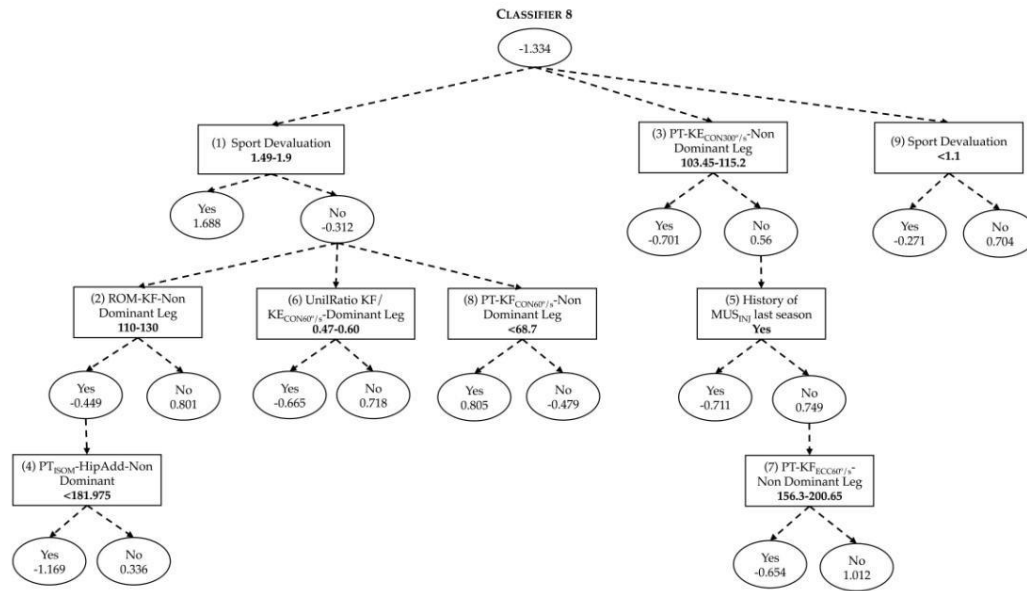 CLASSIFIER 8
-1.334
(1) Sport Devaluation
1.49-1.9
(3) PT-KECON300º/s-Non
Dominant Leg
103.45-115.2
(9) Sport Devaluation
<1.1
Yes
1.688
No
-0.312
Yes
-0.701
No
0.56
Yes
-0.271
No
0.704
(2) ROM-KF-Non
Dominant Leg
110-130
(6) UnilRatio KF/
KECON60º/s-Dominant Leg
0.47-0.60
(8) PT-KFCON60º/s-Non
Dominant Leg
<68.7
(5) History of
MUSINJ last season
Yes
Yes
-0.449
No
0.801
Yes
-0.665
No
0.718
Yes
0.805
No
-0.479
Yes
-0.711
No
0.749
(4) PTISOM-HipAdd-Non
Dominant
<181.975
(7) PT-KFECC60º/s-
Non Dominant Leg
156.3-200.65
Yes
-1.169
No
0.336
Yes
-0.654
No
1.012